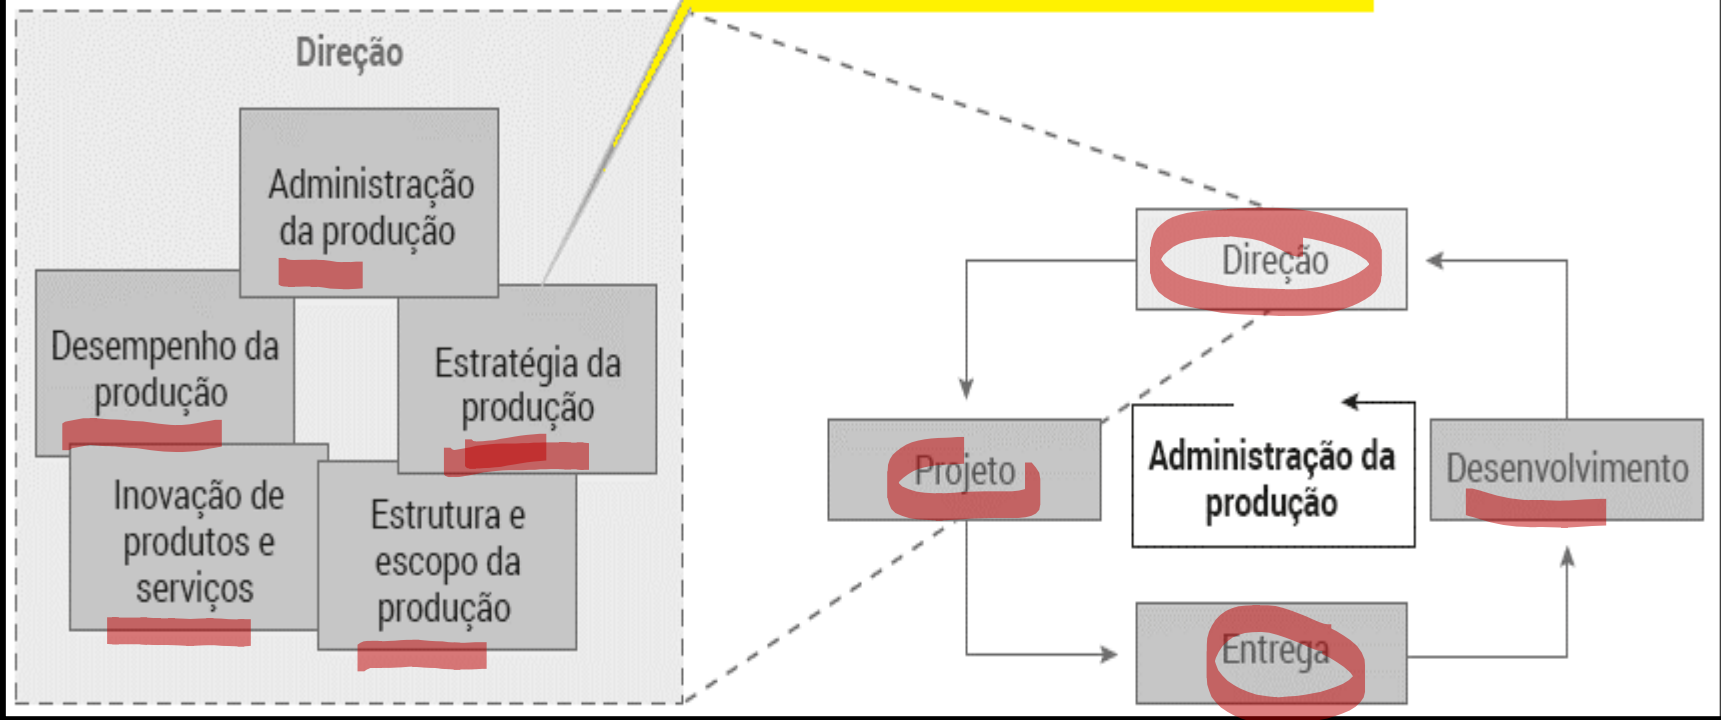 Direção
Administração
da produção
Desempenho da
produção
Estratégia da
produção
Inovação de
produtos e
serviços
Estrutura e
escopo da
produção
Direção
Projeto
Administração da
produção
Desenvolvimento
Entrega